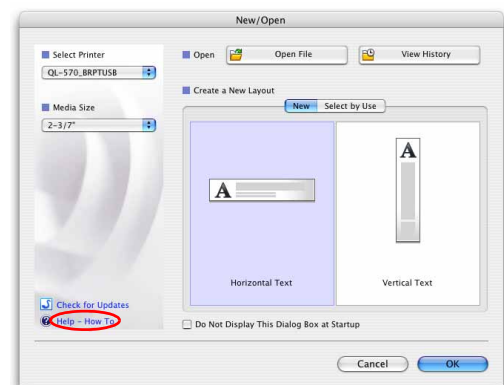 New/Open
Select Printer
QL-570_BRPTUSB
Media Size
2-3/7"
Check for Updates
Help - How To
Open
Open File
View History
Create a New Layout
New
Select by Use
A
Horizontal Text
A
Vertical Text
Do Not Display This Dialog Box at Startup
Cancel
OK